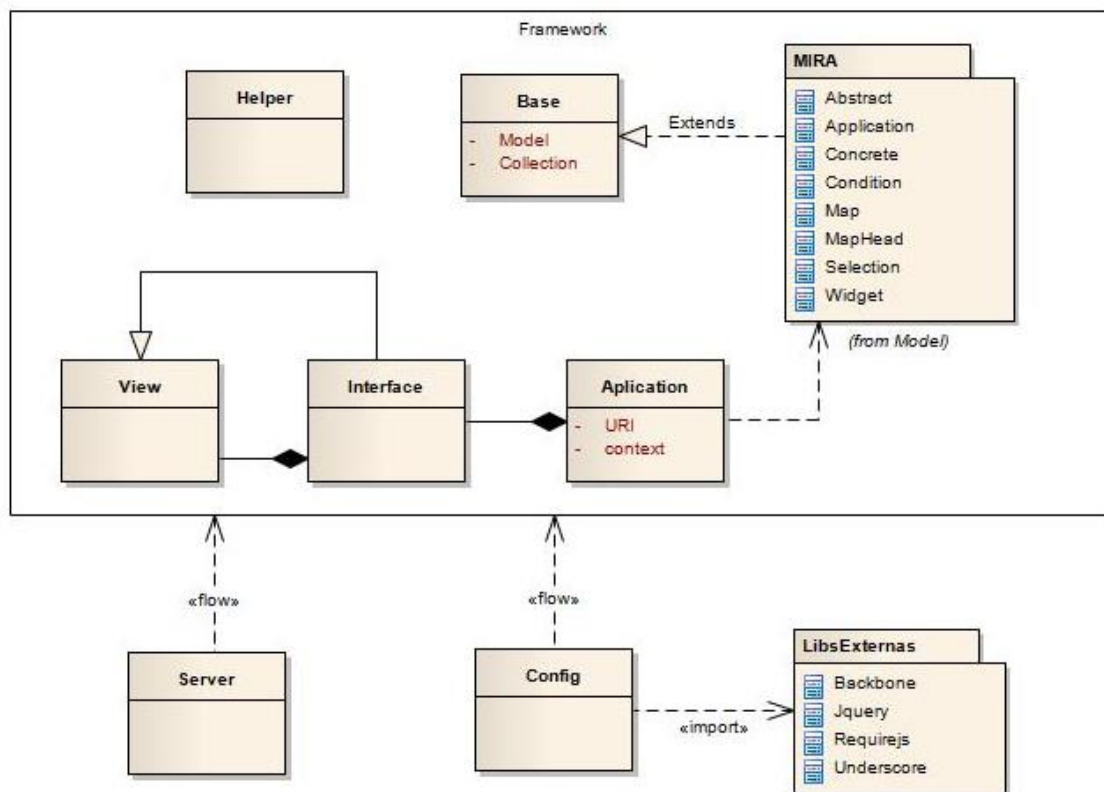 Framework
Helper
Base
- Model
- Collection
Extends
MIRA
Abstract
Application
Concrete
Condition
Map
MapHead
Selection
Widget
(from Model)
View
Interface
Aplication
- URI
- context
«flow»
«flow»
Server
Config
«import»
LibsExternas
Backbone
Jquery
Requirejs
Underscore